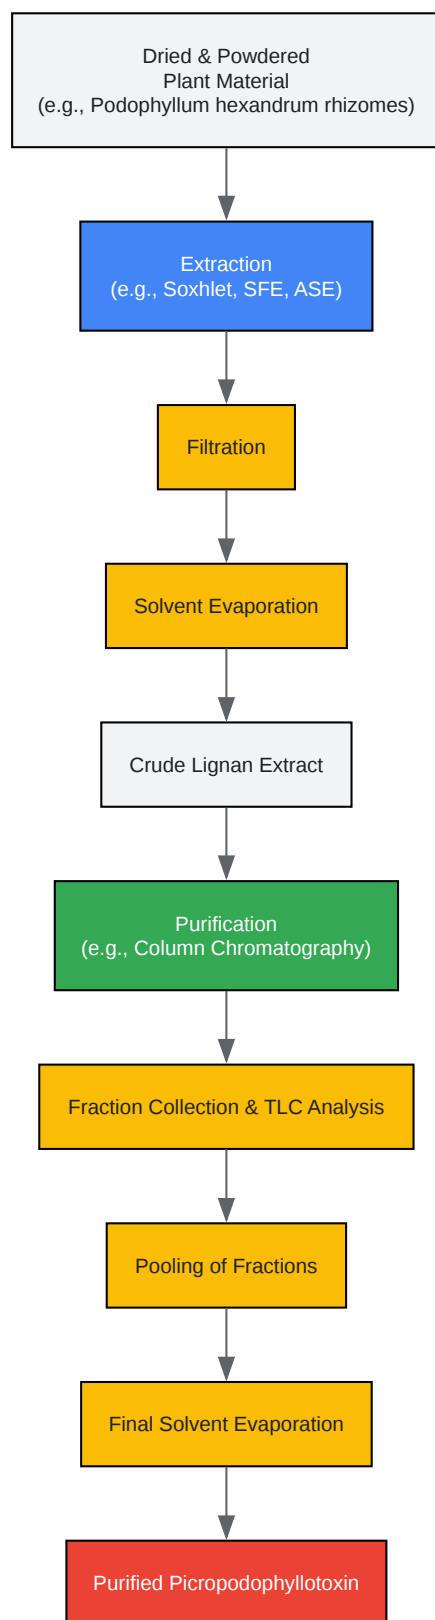 Dried & Powdered
Plant Material
(e.g., Podophyllum hexandrum rhizomes)
Extraction
(e.g., Soxhlet, SFE, ASE)
Filtration
Solvent Evaporation
Crude Lignan Extract
Purification
(e.g., Column Chromatography)
Fraction Collection & TLC Analysis
Pooling of Fractions
Final Solvent Evaporation
Purified Picropodophyllotoxin